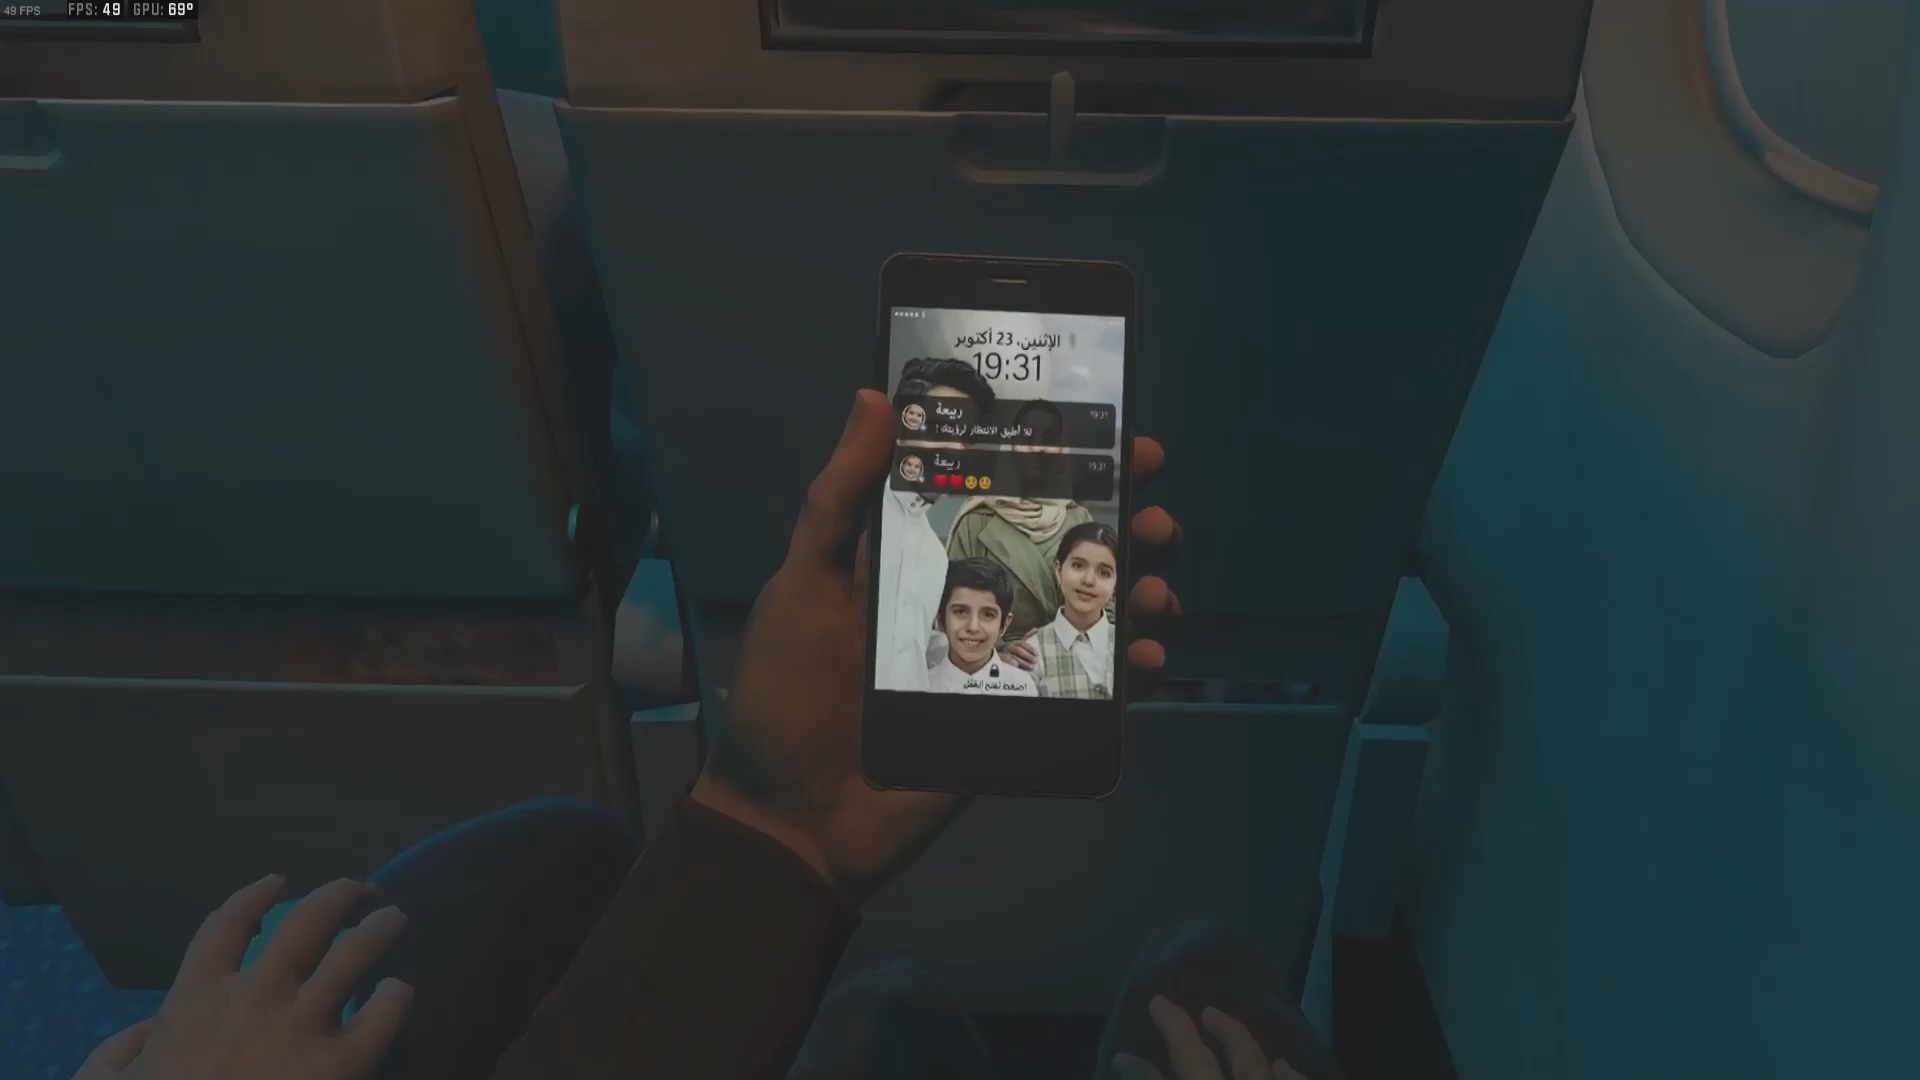 49 FPS
FPS: 49 GPU: 69°
الإثنين، 23 أكتوبر
19:31
ربيعة
19:31
للا أطيق الانتظار لرؤيتك !
ربيعة
19:31
❤️❤️🥹🥹
اضغط لفتح القفل